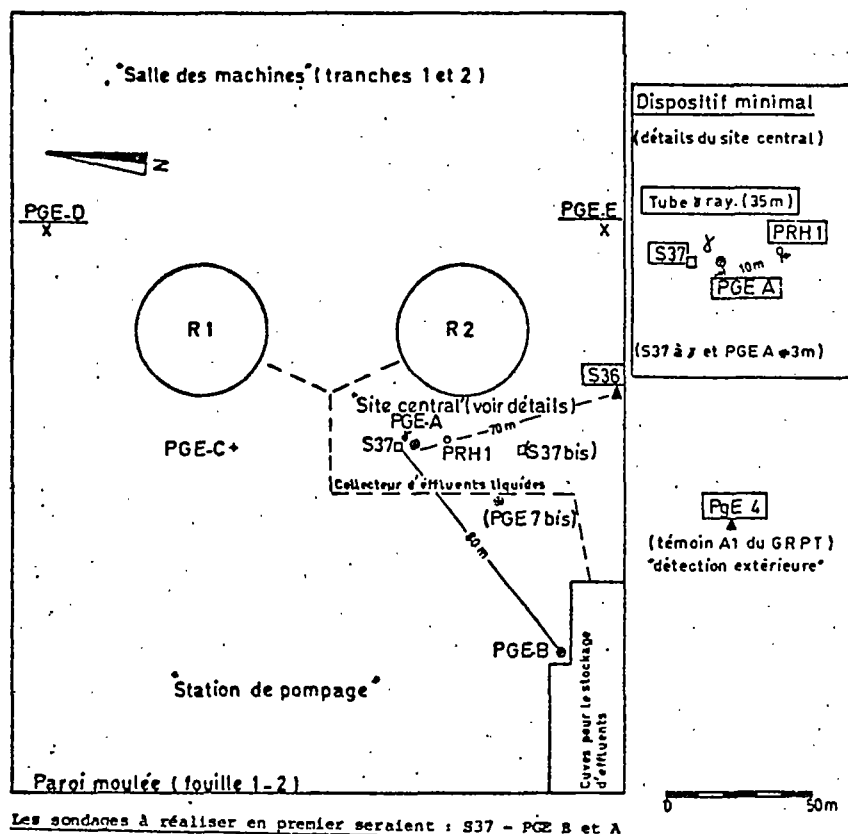 "Salle des machines" (tranches 1 et 2)
N
PGE-D
X
PGE-E
X
R1
R2
S36
"Site central" (voir détails)
PGE-A
S37
PRH1
70m
(S37bis)
PGE-C+
Collecteur d'effluents liquides
(PGE 7bis)
80m
PGE-B
"Station de pompage"
Cuves pour le stockage
d'effluents
Paroi moulée (fouille 1-2)
Dispositif minimal
(détails du site central)
Tube ɣ ray. (35m)
S37
ɣ
PRH1
10m
PGE A
(S37 à ɣ et PGE A 3m)
PgE 4
(témoin A1 du GRPT)
"détection extérieure"
0 50m
Les sondages à réaliser en premier seraient : S37 - PGE B et A